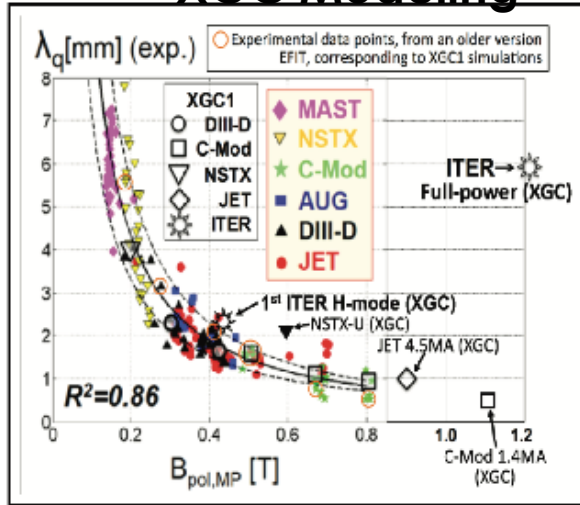 XGC Modeling
λq[mm] (exp.)
Experimental data points, from an older version
EFIT, corresponding to XGC1 simulations
8
7
6
5
4
3
2
1
0
XGC1
DIII-D
C-Mod
NSTX
JET
ITER
MAST
NSTX
C-Mod
AUG
DIII-D
JET
ITER→
Full-power (XGC)
1st ITER H-mode (XGC)
NSTX-U (XGC)
JET 4.5MA (XGC)
C-Mod 1.4MA
(XGC)
R²=0.86
0 0.2 0.4 0.6 0.8 1.0 1.2
Bpol,MP [T]